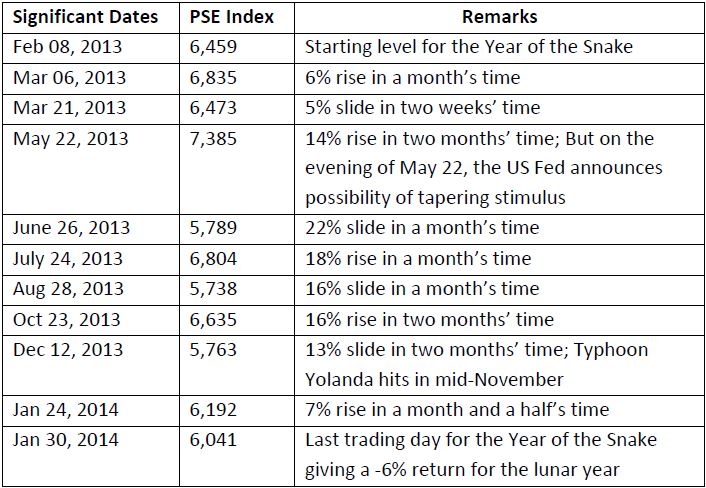 Significant Dates PSE Index Remarks
Feb 08, 2013 6,459 Starting level for the Year of the Snake
Mar 06, 2013 6,835 6% rise in a month’s time
Mar 21, 2013 6,473 5% slide in two weeks’ time
May 22, 2013 7,385 14% rise in two months’ time; But on the
evening of May 22, the US Fed announces
possibility of tapering stimulus
June 26, 2013 5,789 22% slide in a month’s time
July 24, 2013 6,804 18% rise in a month’s time
Aug 28, 2013 5,738 16% slide in a month’s time
Oct 23, 2013 6,635 16% rise in two months’ time
Dec 12, 2013 5,763 13% slide in two months’ time; Typhoon
Yolanda hits in mid-November
Jan 24, 2014 6,192 7% rise in a month and a half’s time
Jan 30, 2014 6,041 Last trading day for the Year of the Snake
giving a -6% return for the lunar year